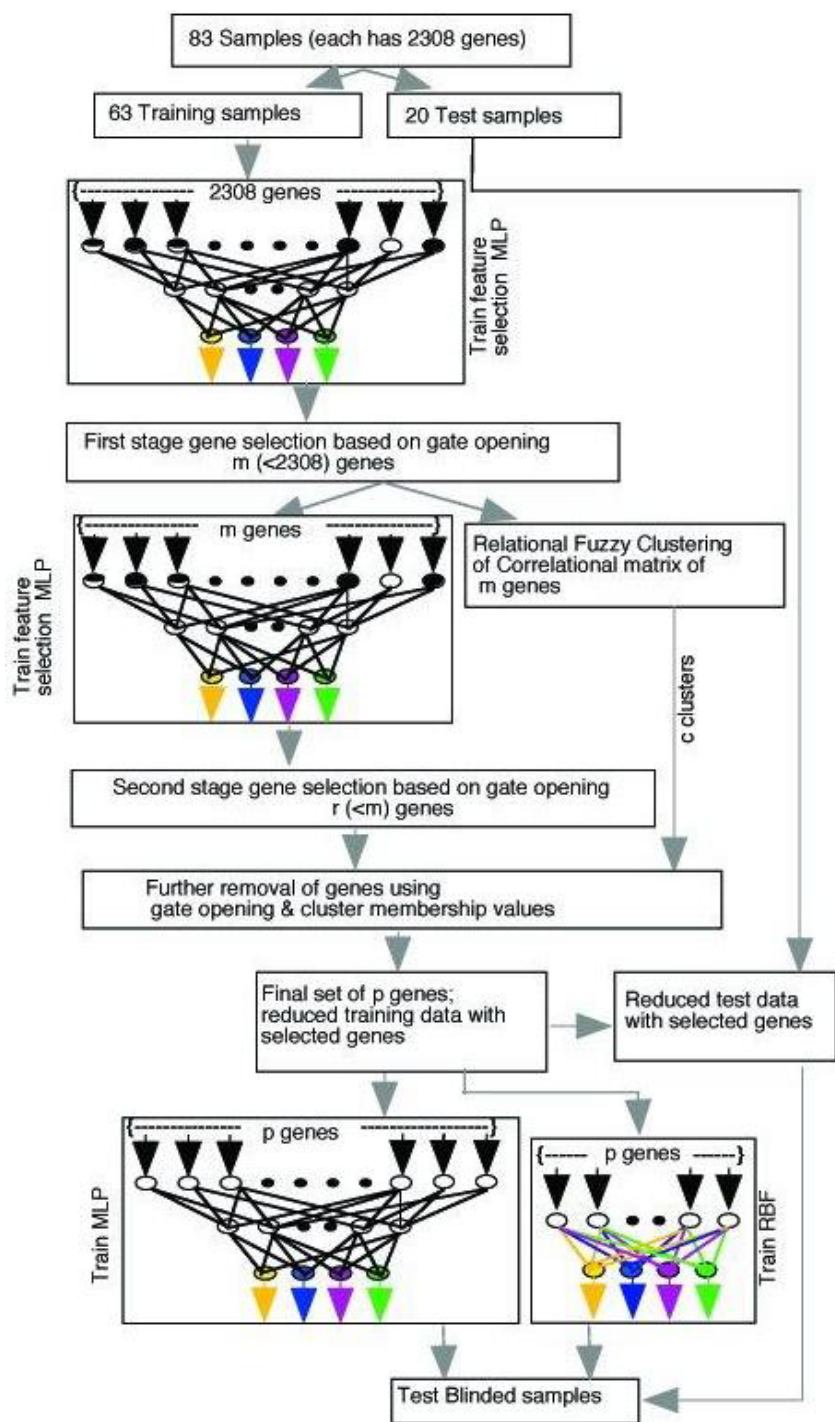 83 Samples (each has 2308 genes)
63 Training samples
20 Test samples
{--------------- 2308 genes ---------------}
Train feature
selection MLP
First stage gene selection based on gate opening
m (<2308) genes
{----------------- m genes -----------------}
Train feature
selection MLP
Relational Fuzzy Clustering
of Correlational matrix of
m genes
c clusters
Second stage gene selection based on gate opening
r (<m) genes
Further removal of genes using
gate opening & cluster membership values
Final set of p genes;
reduced training data with
selected genes
Reduced test data
with selected genes
{----------------- p genes -----------------}
Train MLP
{------ p genes ------}
Train RBF
Test Blinded samples